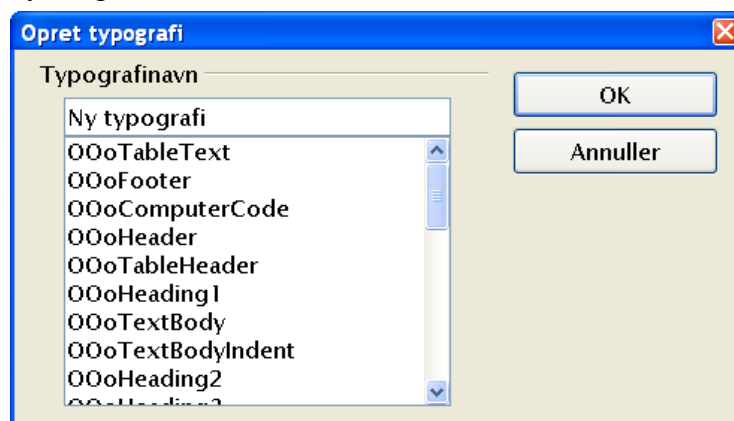 Opret typografi
Typografinavn
OK
Ny typografi
Annuller
OOoTableText
OOoFooter
OOoComputerCode
OOoHeader
OOoTableHeader
OOoHeading1
OOoTextBody
OOoTextBodyIndent
OOoHeading2